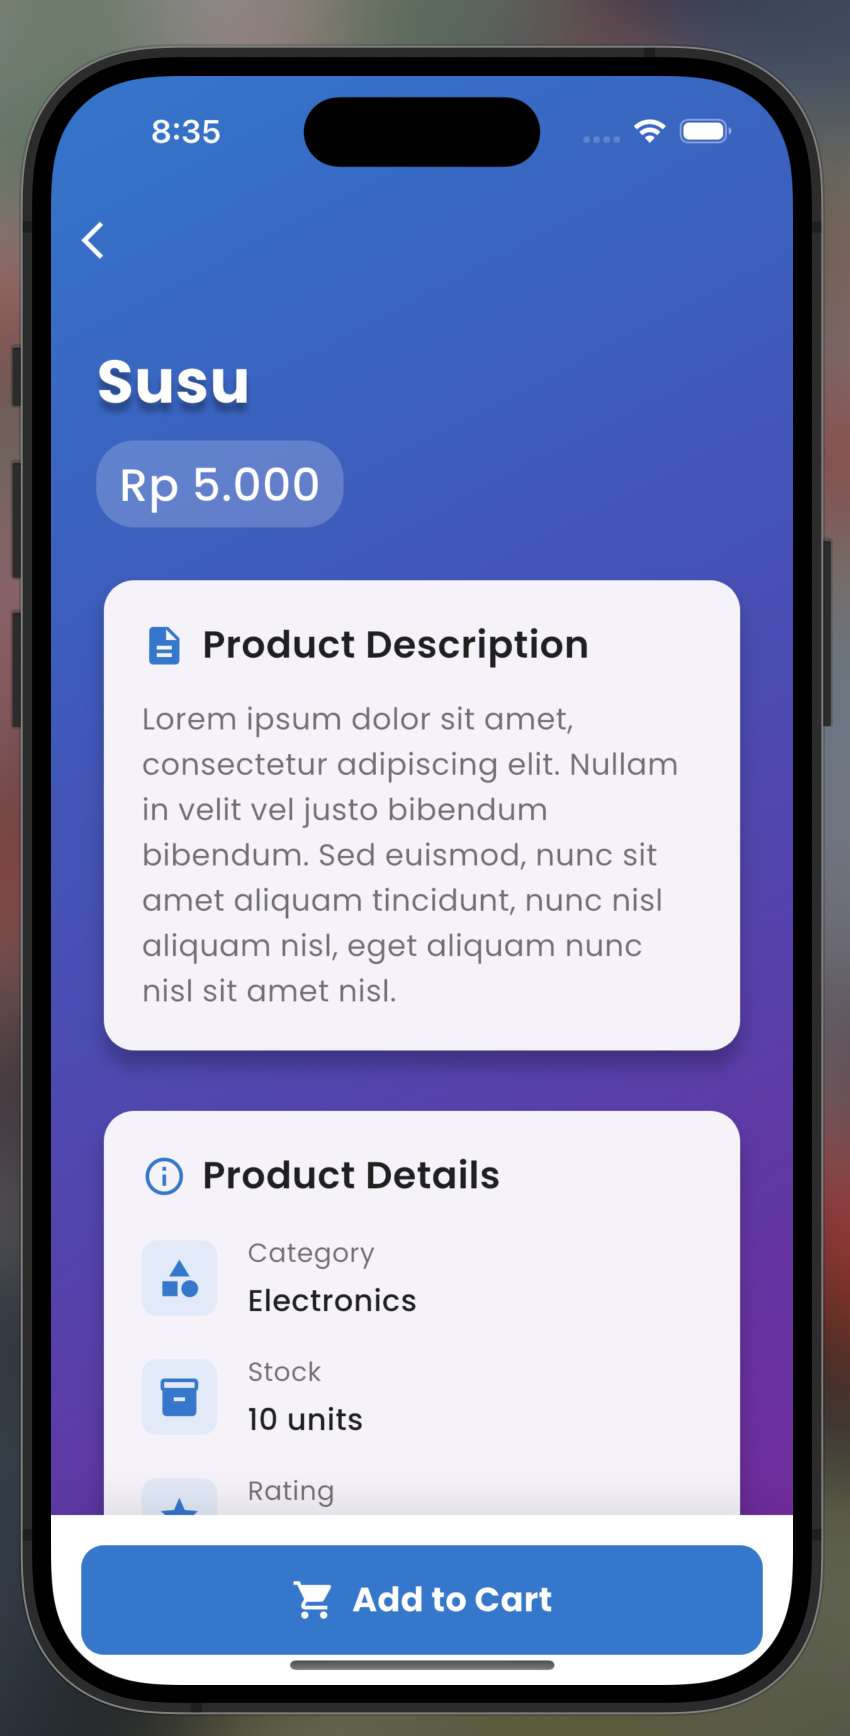 8:35
Susu
Rp 5.000
Product Description
Lorem ipsum dolor sit amet,
consectetur adipiscing elit. Nullam
in velit vel justo bibendum
bibendum. Sed euismod, nunc sit
amet aliquam tincidunt, nunc nisl
aliquam nisl, eget aliquam nunc
nisl sit amet nisl.
Product Details
Category
Electronics
Stock
10 units
Rating
Add to Cart